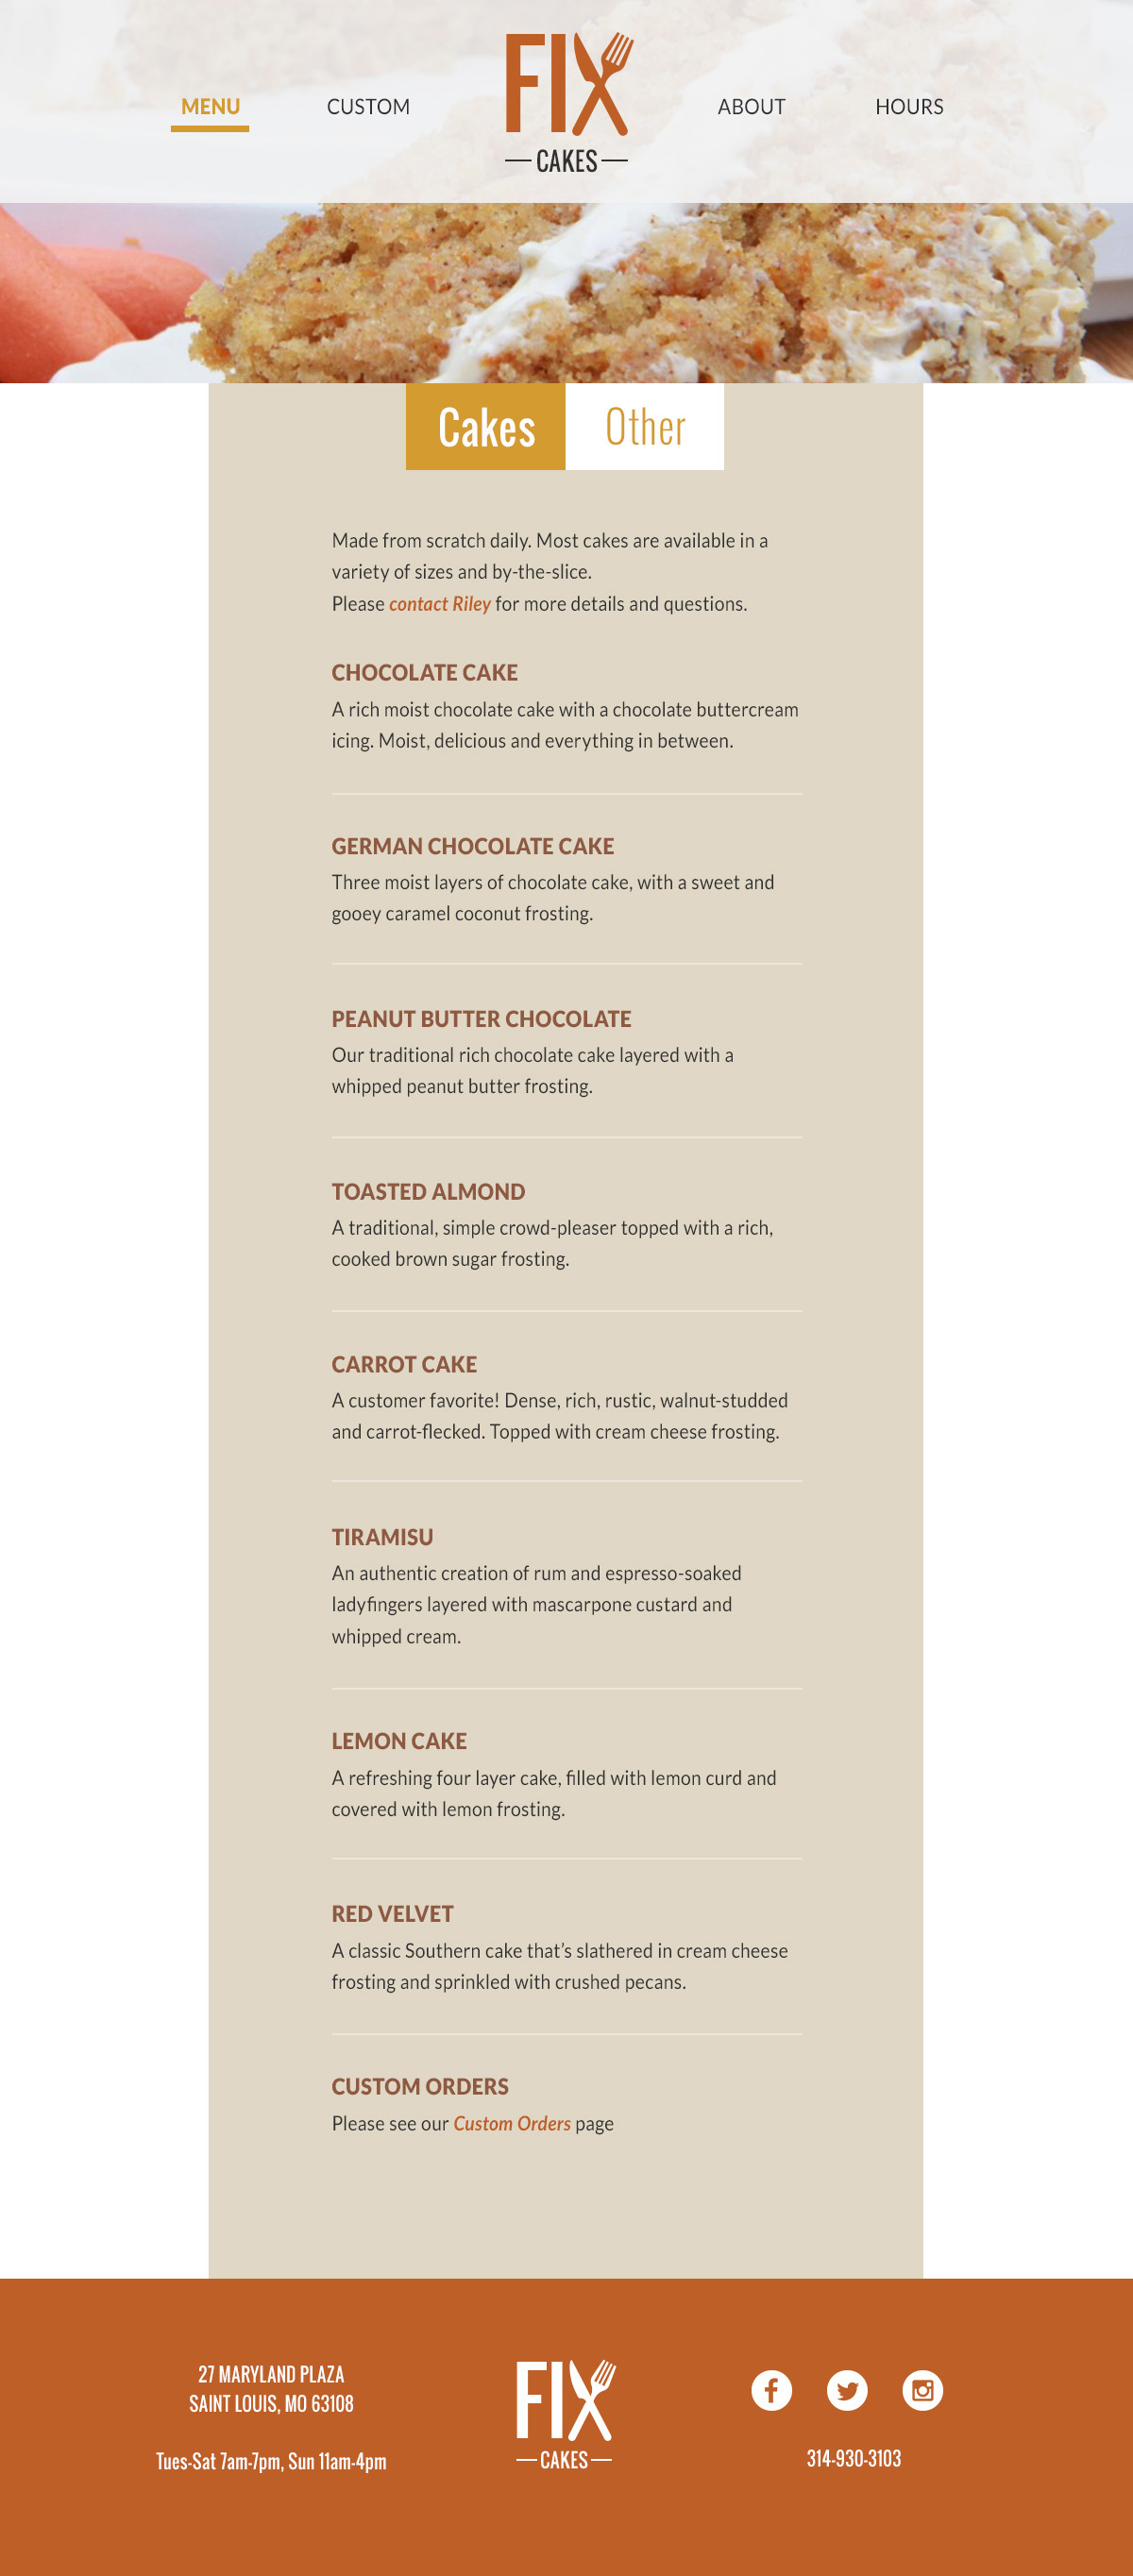 MENU
CUSTOM
FIX
CAKES
ABOUT
HOURS
Cakes
Other
Made from scratch daily. Most cakes are available in a
variety of sizes and by-the-slice.
Please contact Riley for more details and questions.
CHOCOLATE CAKE
A rich moist chocolate cake with a chocolate buttercream
icing. Moist, delicious and everything in between.
GERMAN CHOCOLATE CAKE
Three moist layers of chocolate cake, with a sweet and
gooey caramel coconut frosting.
PEANUT BUTTER CHOCOLATE
Our traditional rich chocolate cake layered with a
whipped peanut butter frosting.
TOASTED ALMOND
A traditional, simple crowd-pleaser topped with a rich,
cooked brown sugar frosting.
CARROT CAKE
A customer favorite! Dense, rich, rustic, walnut-studded
and carrot-flecked. Topped with cream cheese frosting.
TIRAMISU
An authentic creation of rum and espresso-soaked
ladyfingers layered with mascarpone custard and
whipped cream.
LEMON CAKE
A refreshing four layer cake, filled with lemon curd and
covered with lemon frosting.
RED VELVET
A classic Southern cake that’s slathered in cream cheese
frosting and sprinkled with crushed pecans.
CUSTOM ORDERS
Please see our Custom Orders page
27 MARYLAND PLAZA
SAINT LOUIS, MO 63108
Tues-Sat 7am-7pm, Sun 11am-4pm
FIX
CAKES
314-930-3103